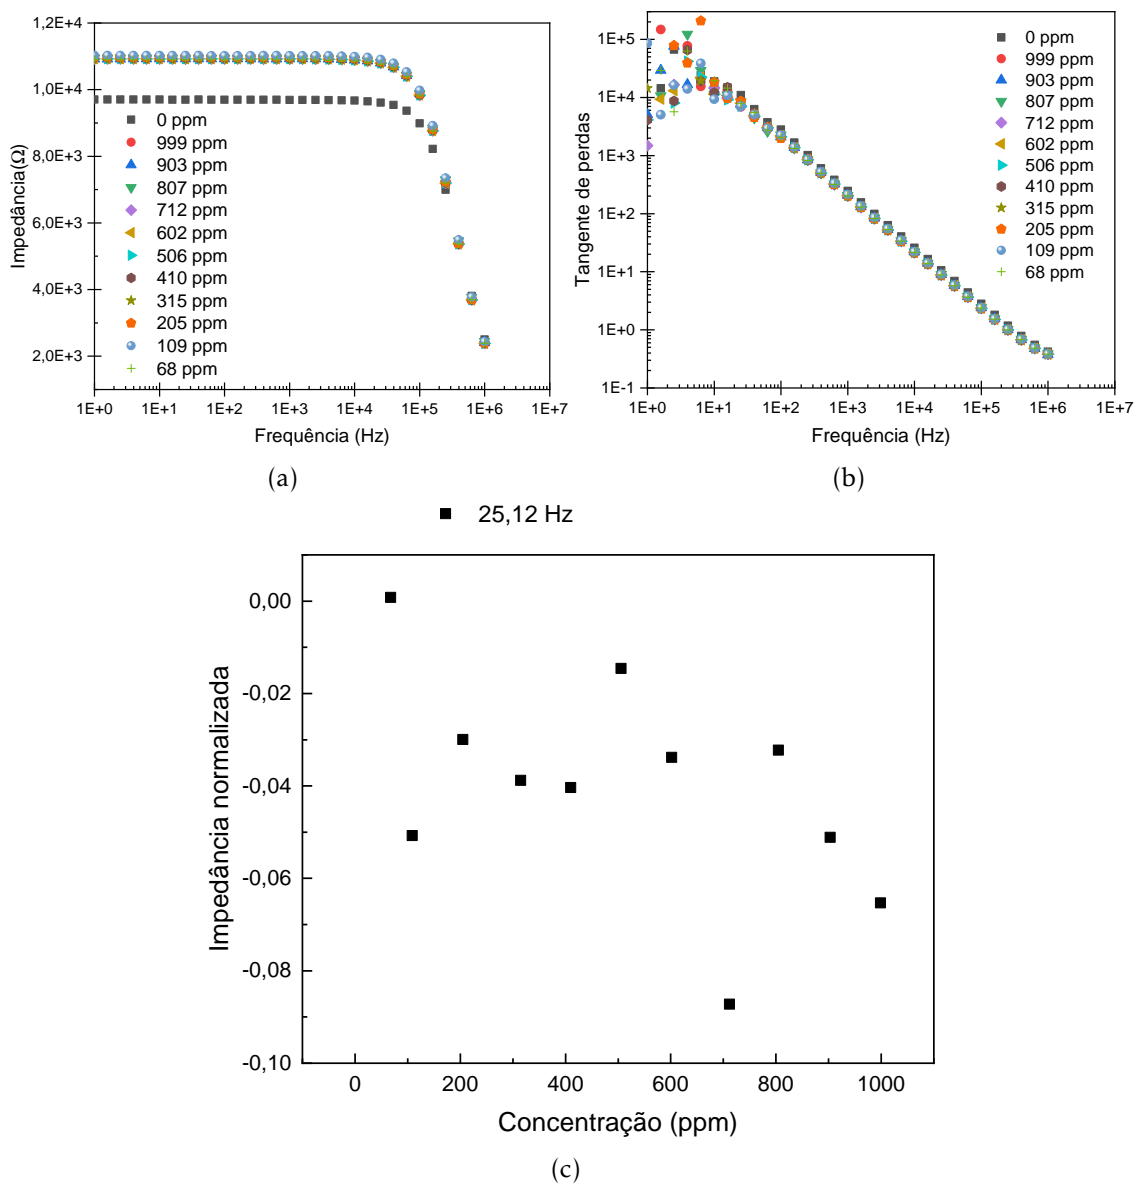 1,2E+4
1,0E+4
8,0E+3
6,0E+3
4,0E+3
2,0E+3
Impedância(Ω)
0 ppm
999 ppm
903 ppm
807 ppm
712 ppm
602 ppm
506 ppm
410 ppm
315 ppm
205 ppm
109 ppm
68 ppm
1E+0 1E+1 1E+2 1E+3 1E+4 1E+5 1E+6 1E+7
Frequência (Hz)
(a)
1E+5
1E+4
1E+3
1E+2
1E+1
1E+0
1E-1
Tangente de perdas
0 ppm
999 ppm
903 ppm
807 ppm
712 ppm
602 ppm
506 ppm
410 ppm
315 ppm
205 ppm
109 ppm
68 ppm
1E+0 1E+1 1E+2 1E+3 1E+4 1E+5 1E+6 1E+7
Frequência (Hz)
(b)
25,12 Hz
0,00
-0,02
-0,04
-0,06
-0,08
-0,10
Impedância normalizada
0 200 400 600 800 1000
Concentração (ppm)
(c)